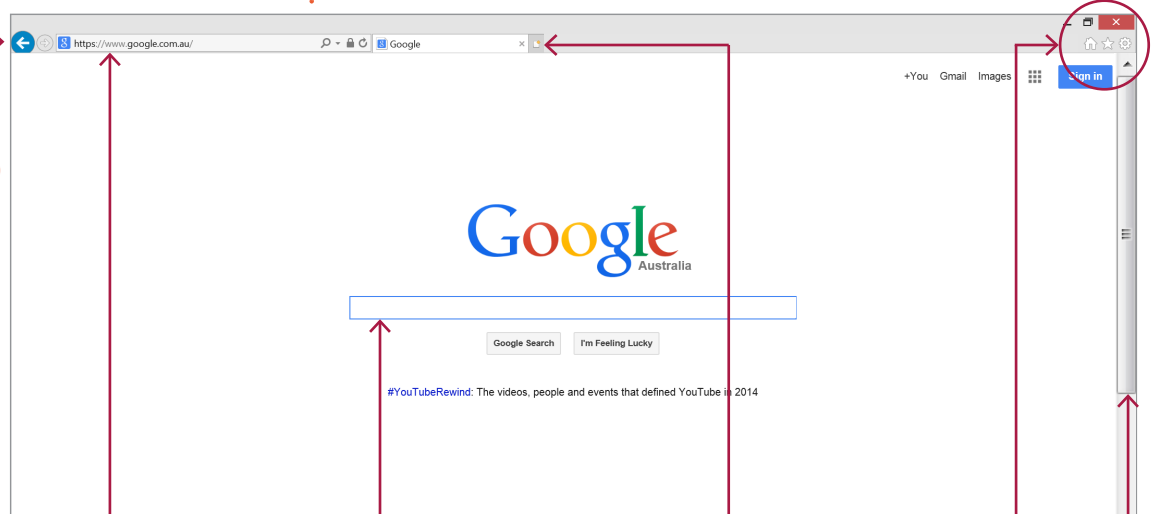 https://www.google.com.au/
Google
+You Gmail Images Sign in
Google
Australia
Google Search I'm Feeling Lucky
#YouTubeRewind: The videos, people and events that defined YouTube in 2014